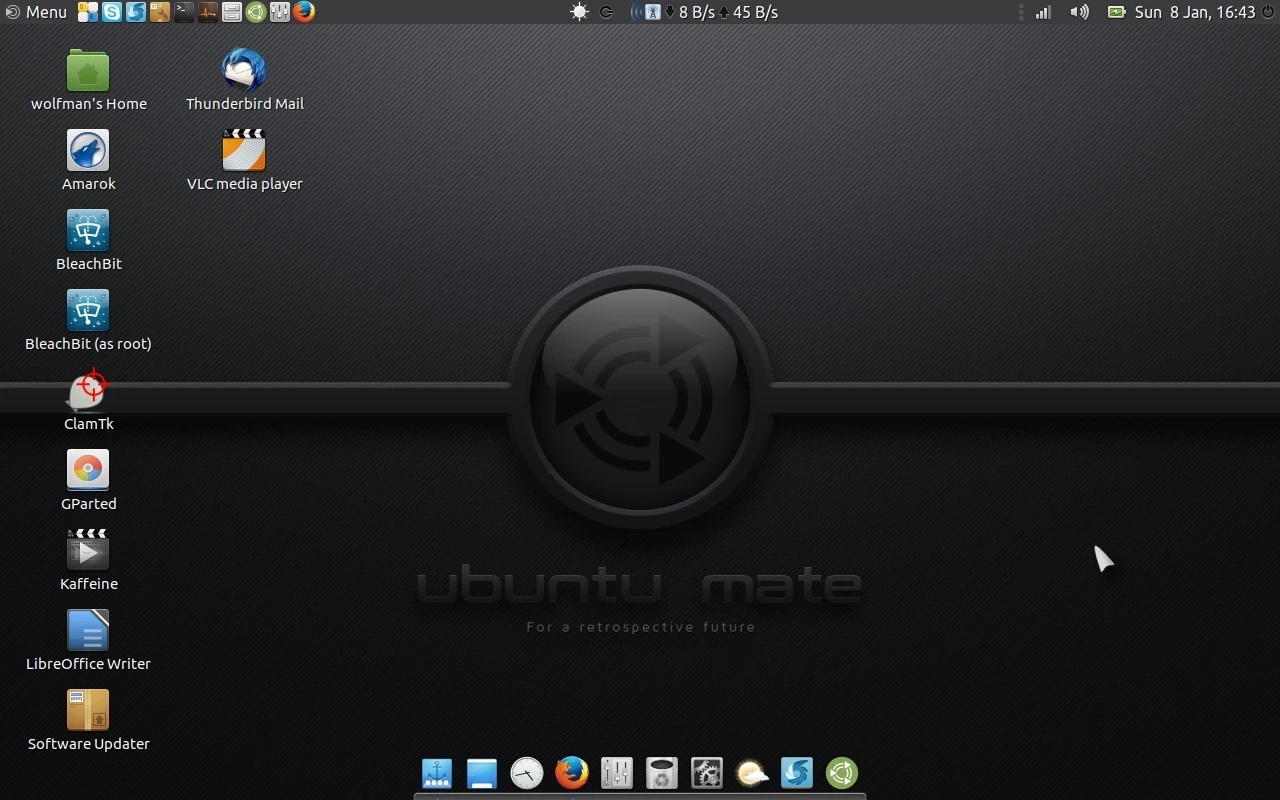 Menu 8 B/s 45 B/s Sun 8 Jan, 16:43
wolfman's Home
Thunderbird Mail
Amarok
VLC media player
BleachBit
BleachBit (as root)
ClamTk
GParted
Kaffeine
LibreOffice Writer
Software Updater
ubuntu mate
For a retrospective future